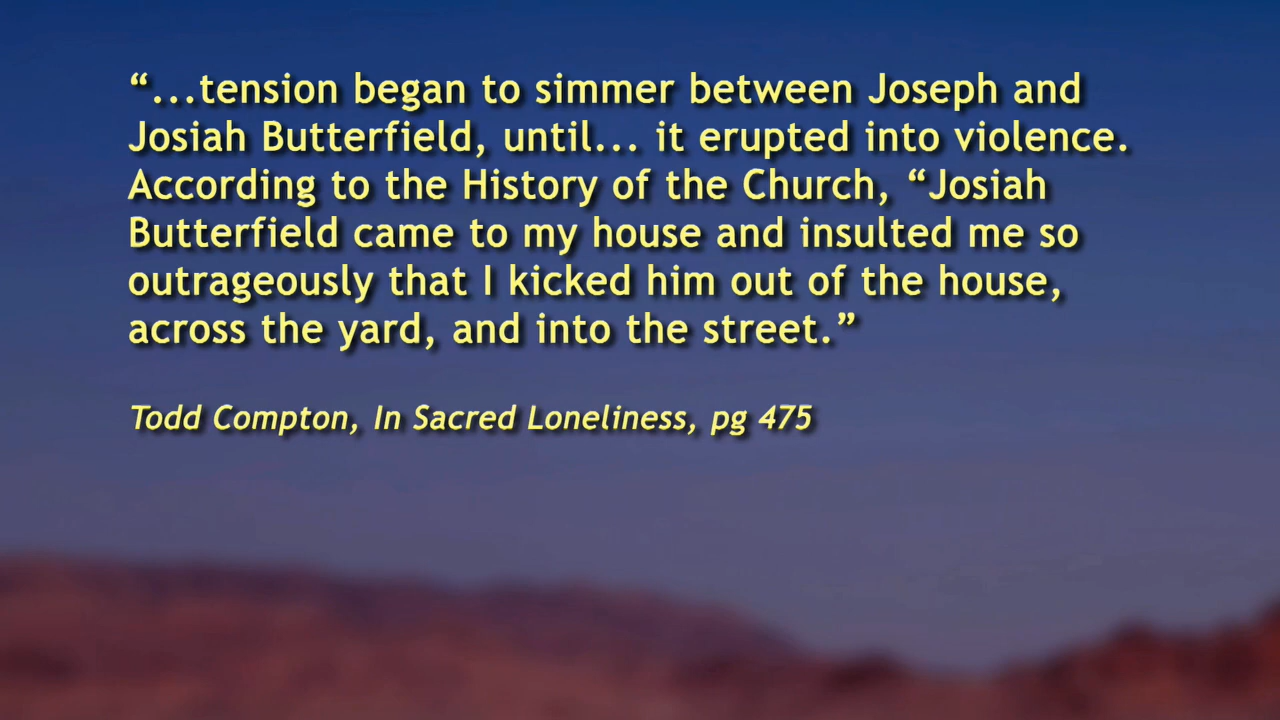 “...tension began to simmer between Joseph and
Josiah Butterfield, until... it erupted into violence.
According to the History of the Church, “Josiah
Butterfield came to my house and insulted me so
outrageously that I kicked him out of the house,
across the yard, and into the street.”
Todd Compton, In Sacred Loneliness, pg 475